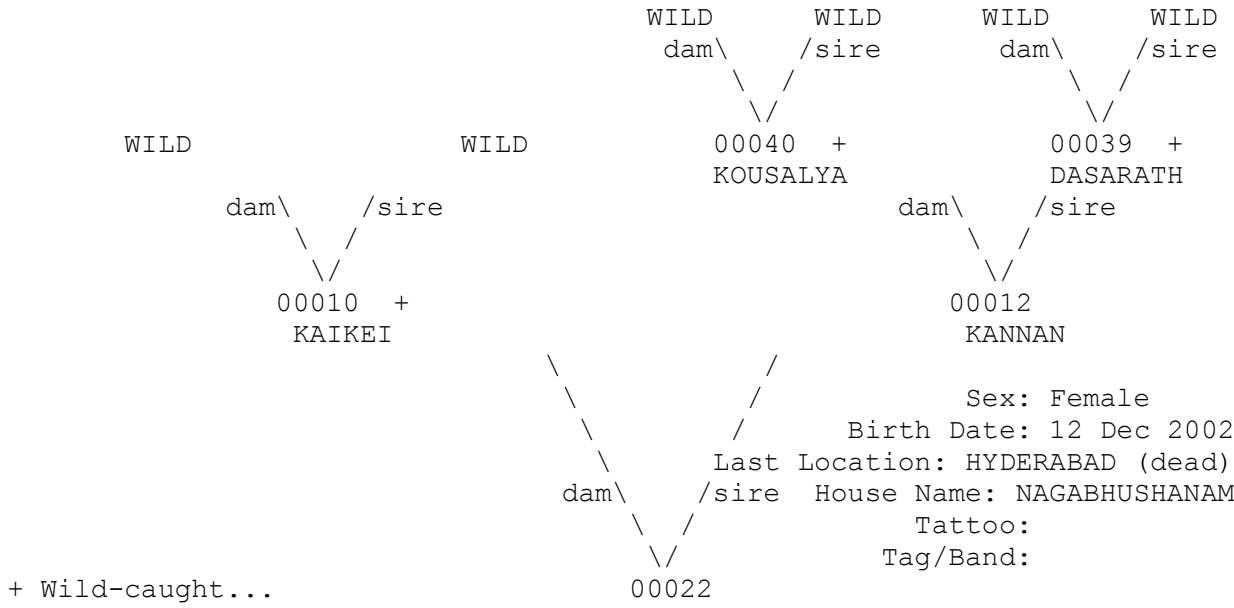 WILD WILD WILD WILD
dam\ /sire dam\ /sire
\ / \ /
\/ \/
WILD WILD 00040 + 00039 +
KOUSALYA DASARATH
dam\ /sire dam\ /sire
\ / \ /
\/ \/
00010 + 00012
KAIKEI KANNAN
\ /
\ / Sex: Female
\ / Birth Date: 12 Dec 2002
\ Last Location: HYDERABAD (dead)
dam\ /sire House Name: NAGABHUSHANAM
\ / Tattoo:
\/ Tag/Band:
+ Wild-caught... 00022